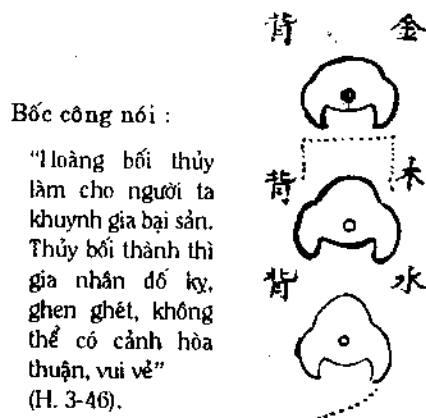 背 金
Bốc công nói :
"Hoàng bối thủy
làm cho người ta
khuynh gia bại sản.
Thủy bối thành thì
gia nhân đố kỵ,
ghen ghét, không
thể có cảnh hòa
thuận, vui vẻ"
(H. 3-46).
背 木
背 水